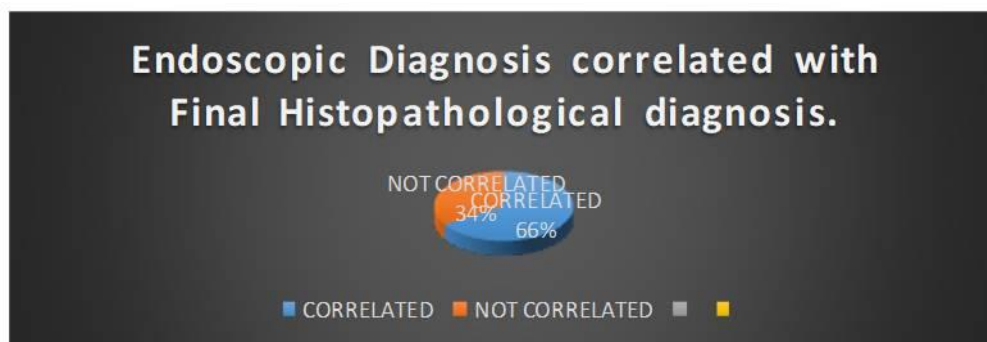 Endoscopic Diagnosis correlated with
Final Histopathological diagnosis.
NOT CORRELATED
34%
CORRELATED
66%
CORRELATED NOT CORRELATED